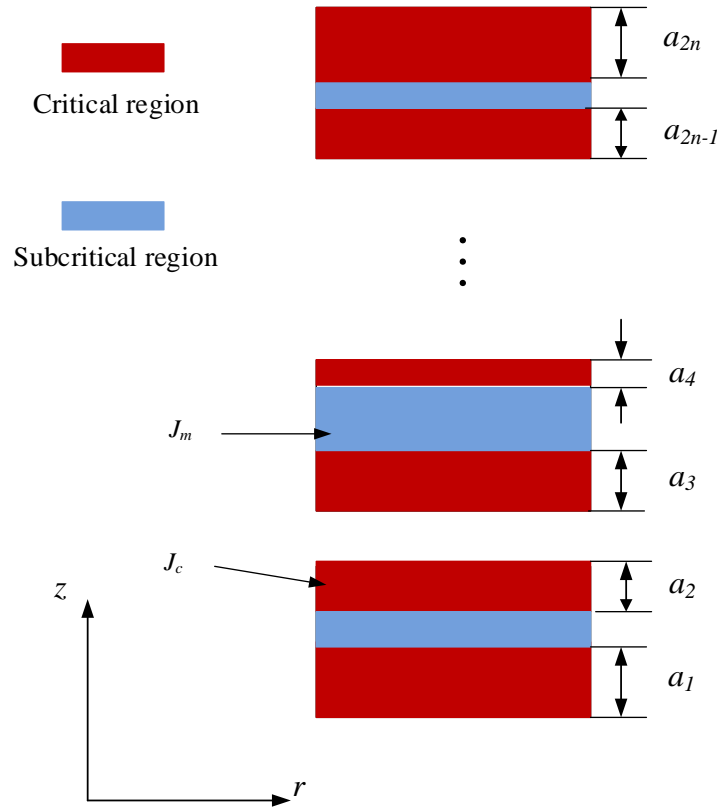 a2n
Critical region
a2n-1
Subcritical region
a4
Jm
a3
Jc
a2
z
a1
r